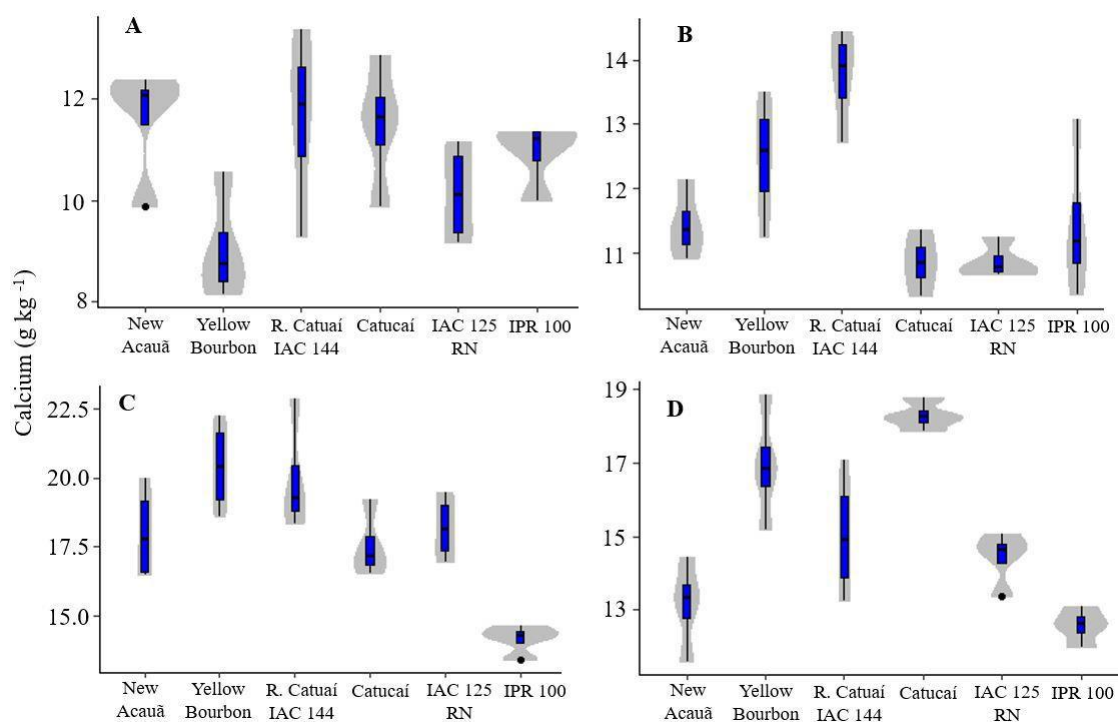 Calcium (g kg -1)
A
12
10
8
New
Acauã
Yellow
Bourbon
R. Catuaí
IAC 144
Catucaí
IAC 125
RN
IPR 100
B
14
13
12
11
New
Acauã
Yellow
Bourbon
R. Catuaí
IAC 144
Catucaí
IAC 125
RN
IPR 100
C
22.5
20.0
17.5
15.0
New
Acauã
Yellow
Bourbon
R. Catuaí
IAC 144
Catucaí
IAC 125
RN
IPR 100
D
19
17
15
13
New
Acauã
Yellow
Bourbon
R. Catuaí
IAC 144
Catucaí
IAC 125
RN
IPR 100